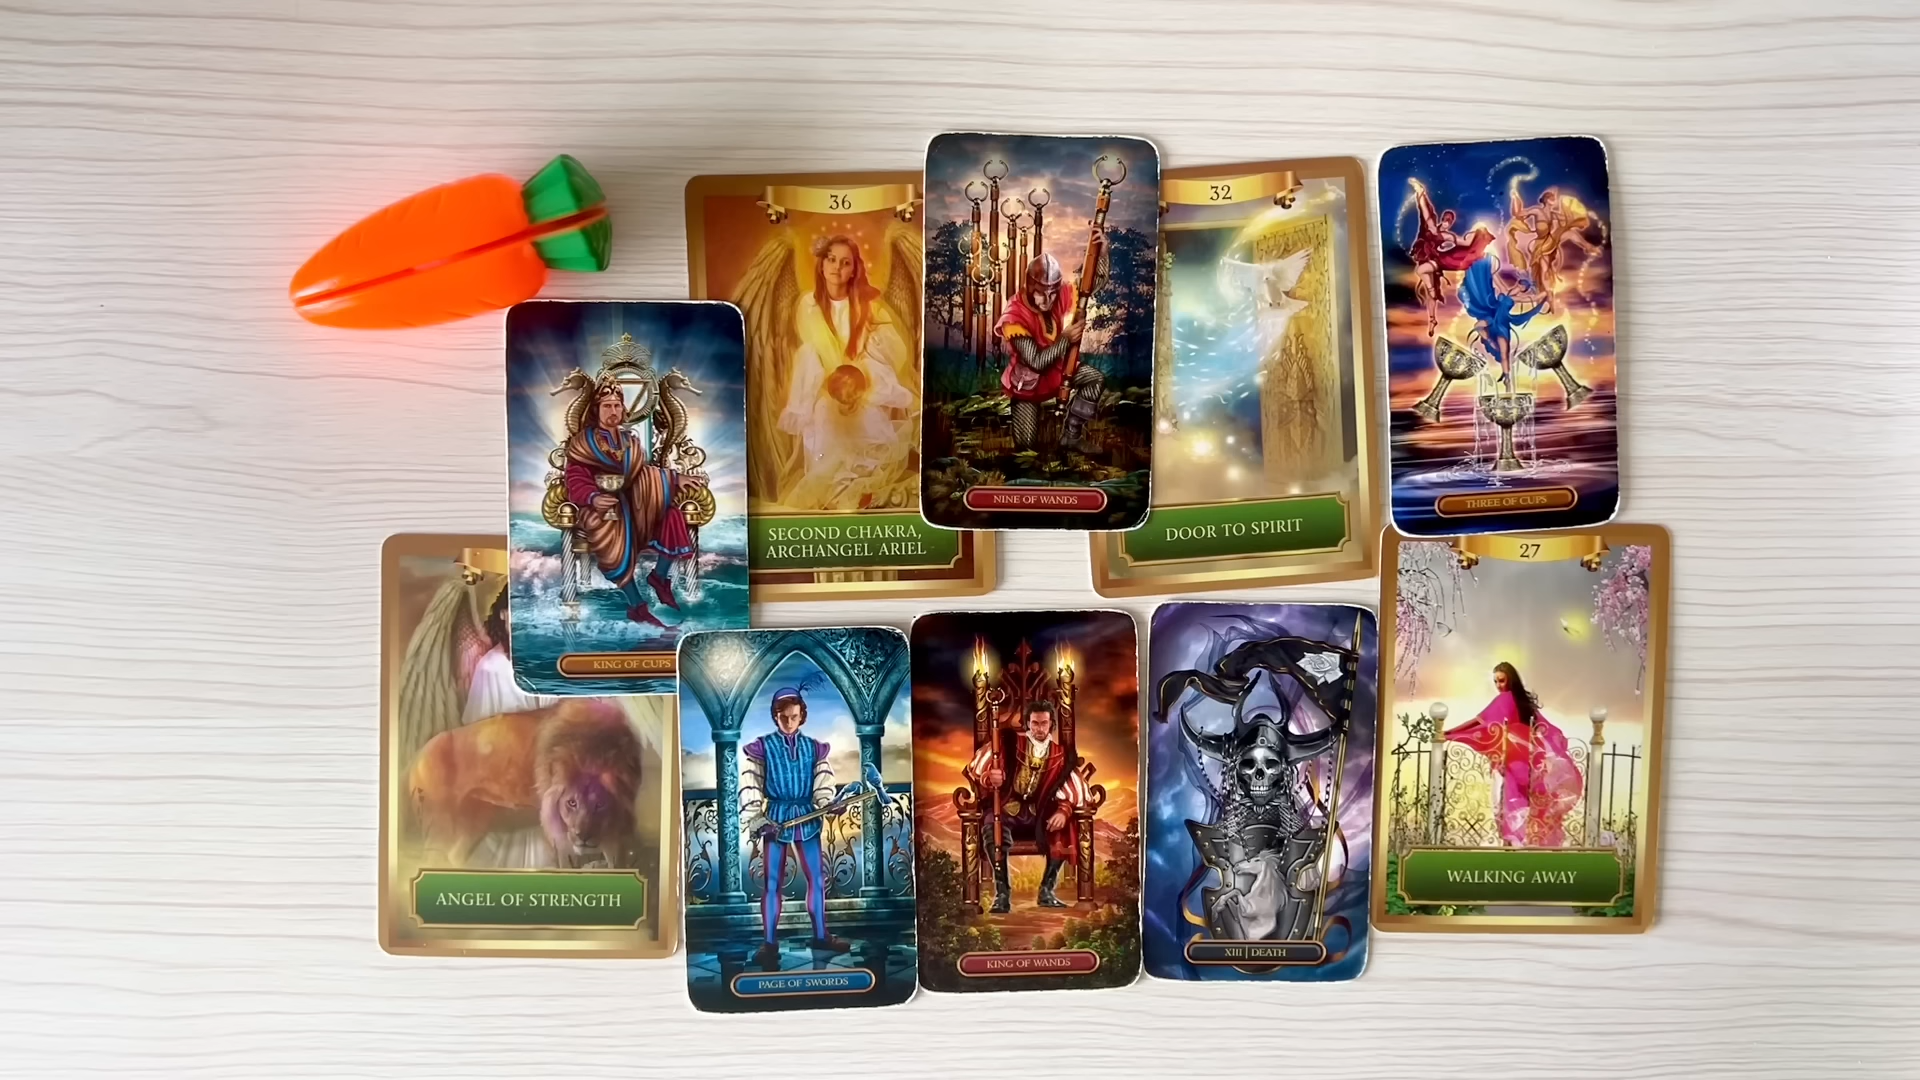 36
SECOND CHAKRA,
ARCHANGEL ARIEL
NINE OF WANDS
32
DOOR TO SPIRIT
THREE OF CUPS
KING OF CUPS
ANGEL OF STRENGTH
PAGE OF SWORDS
KING OF WANDS
XIII | DEATH
27
WALKING AWAY